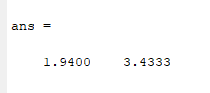 ans =
1.9400 3.4333